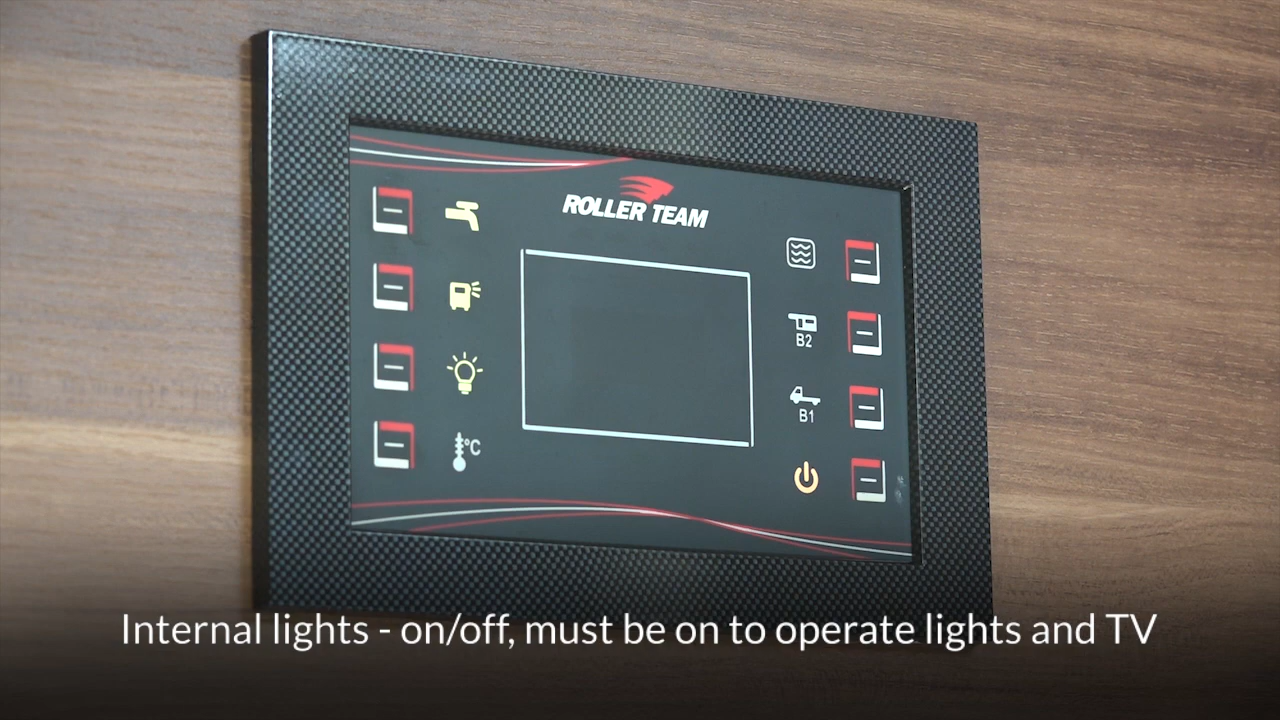 ROLLER TEAM
°C
B2
B1
Internal lights - on/off, must be on to operate lights and TV